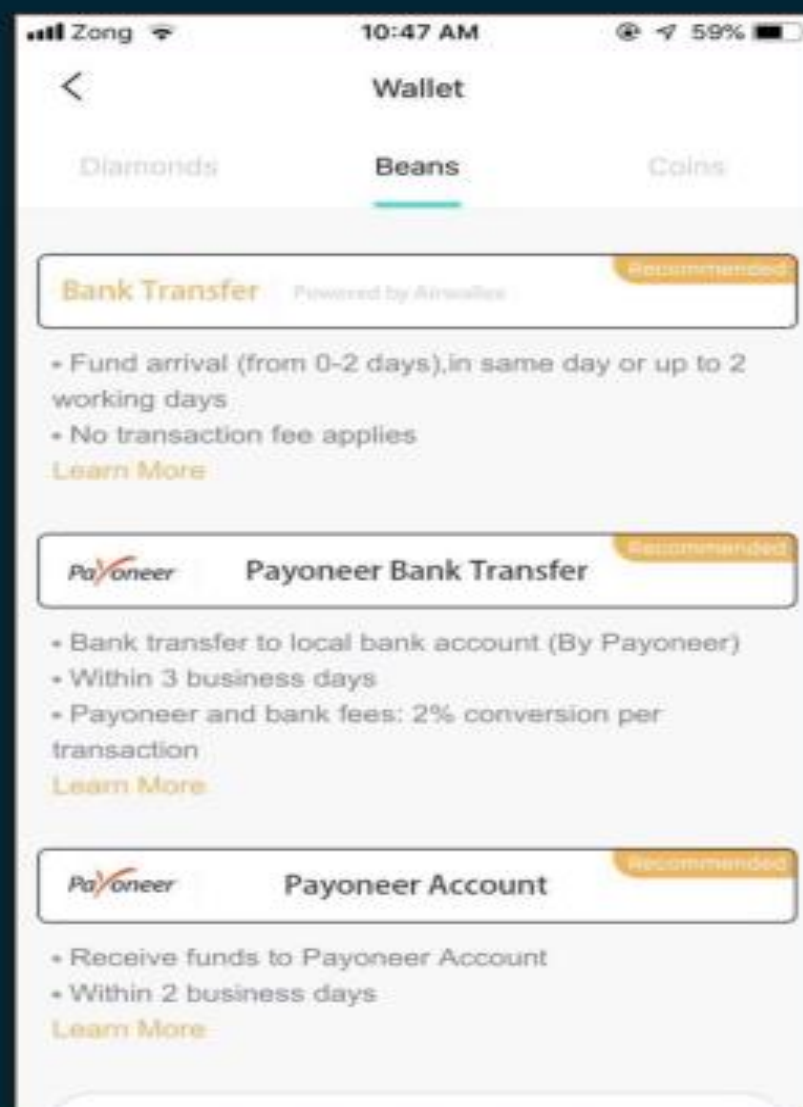 Zong 10:47 AM 59%
Wallet
Diamonds Beans Coins
Recommended
Bank Transfer Powered by Airwallex
• Fund arrival (from 0-2 days),in same day or up to 2
working days
• No transaction fee applies
Learn More
Recommended
Payoneer Payoneer Bank Transfer
• Bank transfer to local bank account (By Payoneer)
• Within 3 business days
• Payoneer and bank fees: 2% conversion per
transaction
Learn More
Recommended
Payoneer Payoneer Account
• Receive funds to Payoneer Account
• Within 2 business days
Learn More